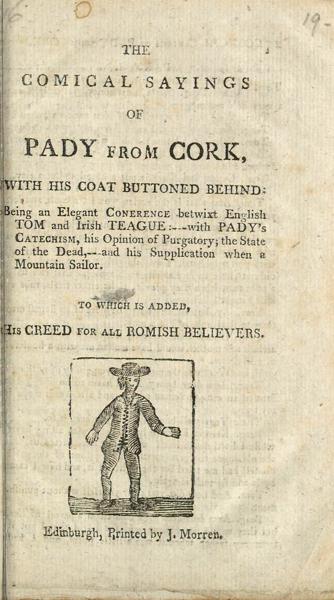 19-
THE
COMICAL SAYINGS
OF
PADY FROM CORK,
WITH HIS COAT BUTTONED BEHIND:
Being an Elegant CONERENCE betwixt English
TOM and Irish TEAGUE:---with PADY's
CATECHISM, his Opinion of Purgatory; the State
of the Dead,--and his Supplication when a
Mountain Sailor.
TO WHICH IS ADDED,
His CREED FOR ALL ROMISH BELIEVERS.
Edinburgh, Printed by J. Morren.